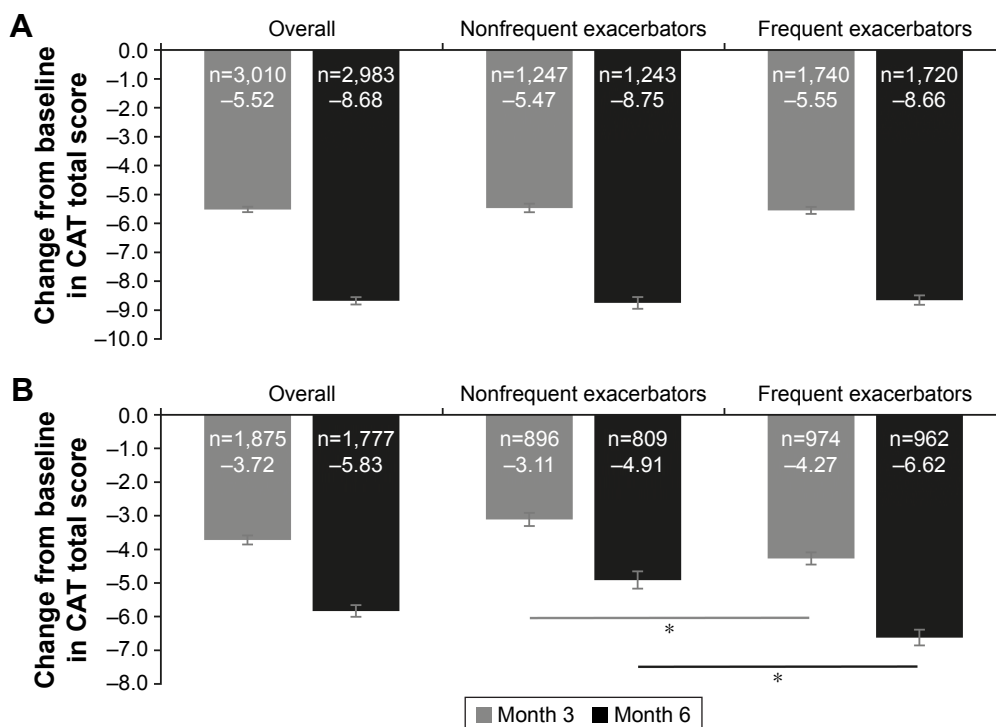 A
Overall
Nonfrequent exacerbators
Frequent exacerbators
Change from baseline
in CAT total score
0.0
–1.0
–2.0
–3.0
–4.0
–5.0
–6.0
–7.0
–8.0
–9.0
–10.0
n=3,010
–5.52
n=2,983
–8.68
n=1,247
–5.47
n=1,243
–8.75
n=1,740
–5.55
n=1,720
–8.66
B
Overall
Nonfrequent exacerbators
Frequent exacerbators
Change from baseline
in CAT total score
0.0
–1.0
–2.0
–3.0
–4.0
–5.0
–6.0
–7.0
–8.0
n=1,875
–3.72
n=1,777
–5.83
n=896
–3.11
n=809
–4.91
n=974
–4.27
n=962
–6.62
*
*
Month 3
Month 6